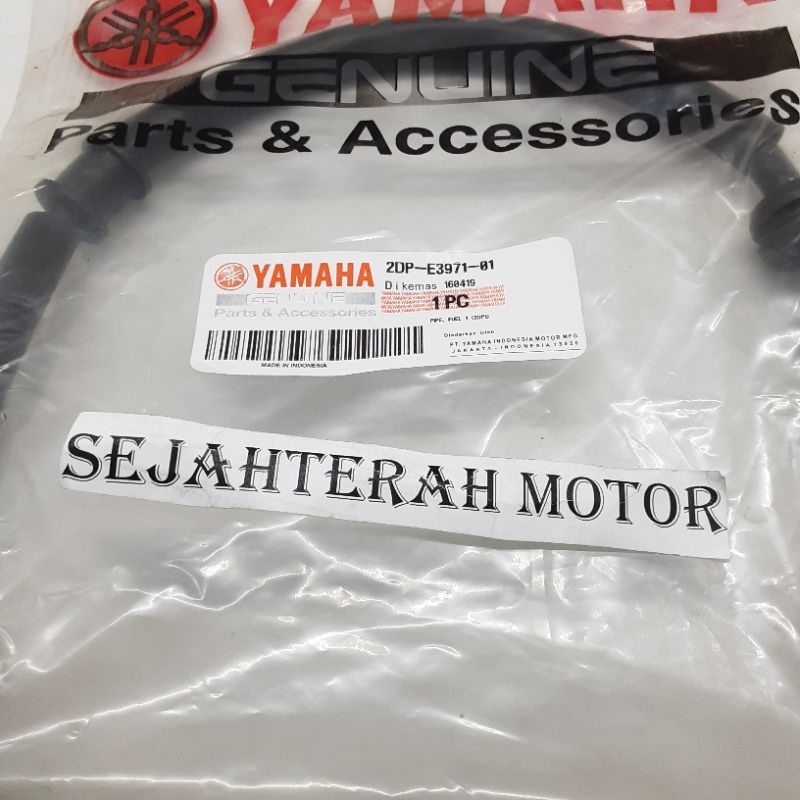 YAMAHA
GENUINE
Parts & Accessories
YAMAHA
GENUINE
Parts & Accessories
MADE IN INDONESIA
2DP-E3971-01
Dikemas 160419
1 PC
PIPE, FUEL 1 (2DP1)
Diedarkan Oleh
PT. YAMAHA INDONESIA MOTOR MFG
JAKARTA - INDONESIA 13920
SEJAHTERAH MOTOR